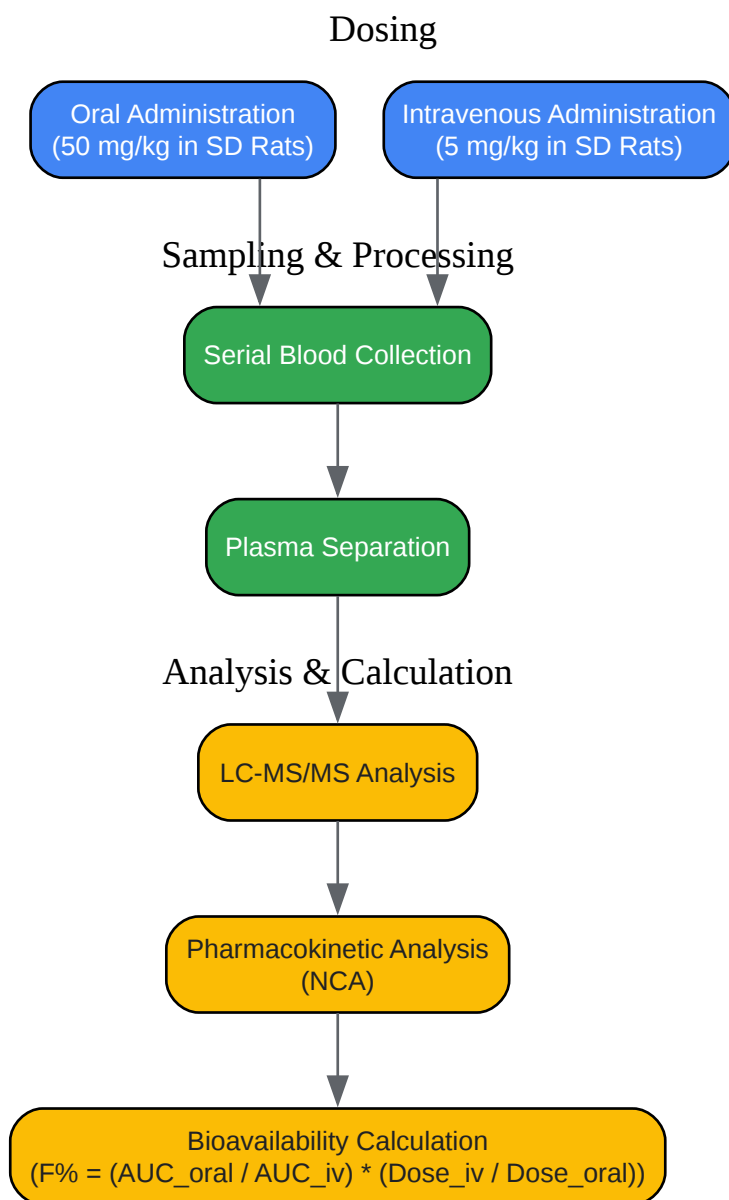 Dosing
Oral Administration
(50 mg/kg in SD Rats)
Intravenous Administration
(5 mg/kg in SD Rats)
Sampling & Processing
Serial Blood Collection
Plasma Separation
Analysis & Calculation
LC-MS/MS Analysis
Pharmacokinetic Analysis
(NCA)
Bioavailability Calculation
(F% = (AUC_oral / AUC_iv) * (Dose_iv / Dose_oral))